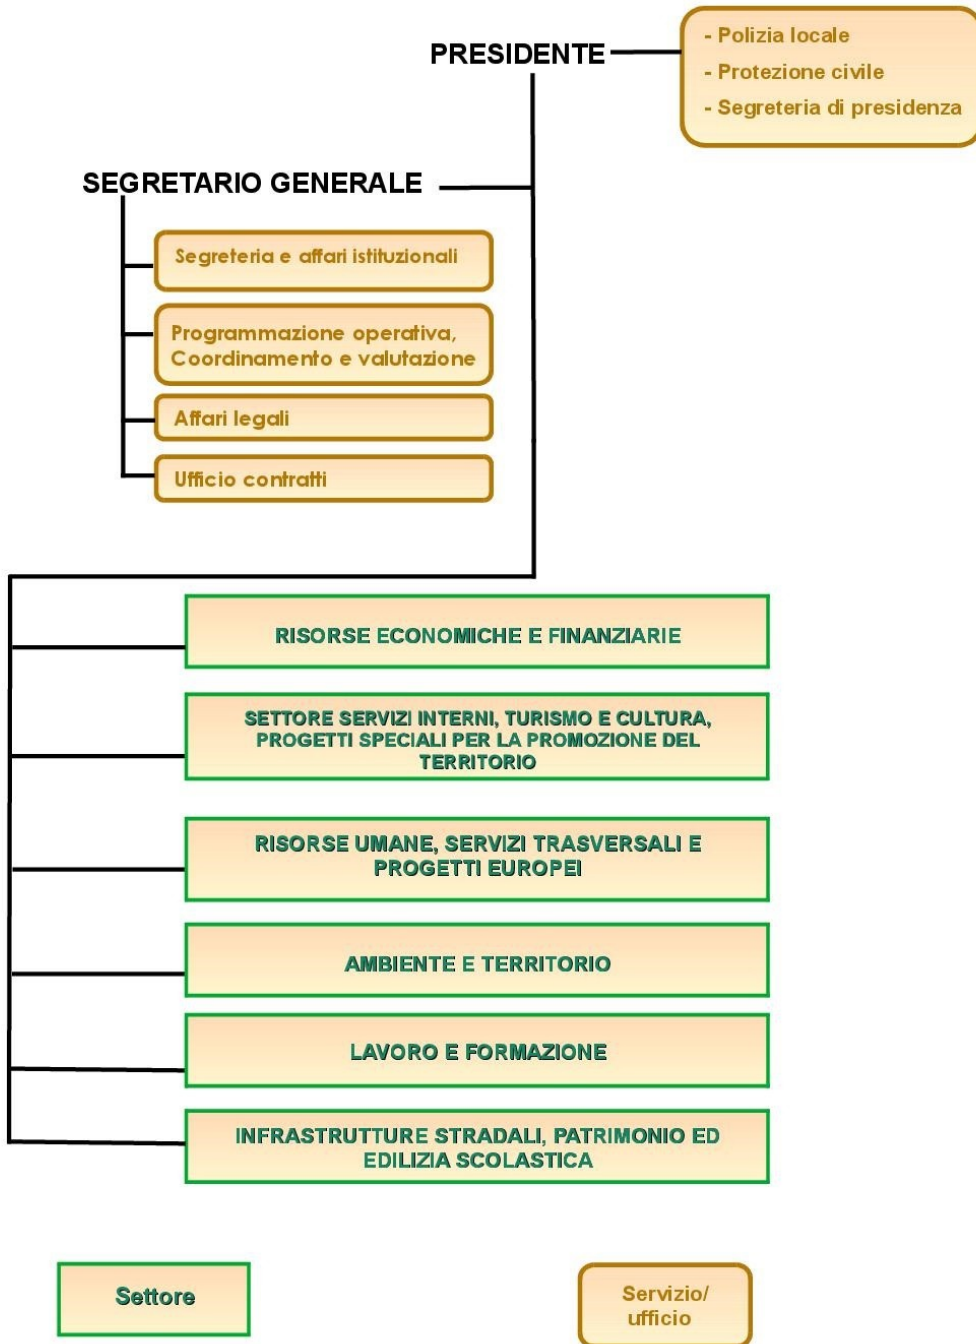 PRESIDENTE
- Polizia locale
- Protezione civile
- Segreteria di presidenza
SEGRETARIO GENERALE
Segreteria e affari istituzionali
Programmazione operativa,
Coordinamento e valutazione
Affari legali
Ufficio contratti
RISORSE ECONOMICHE E FINANZIARIE
SETTORE SERVIZI INTERNI, TURISMO E CULTURA,
PROGETTI SPECIALI PER LA PROMOZIONE DEL
TERRITORIO
RISORSE UMANE, SERVIZI TRASVERSALI E
PROGETTI EUROPEI
AMBIENTE E TERRITORIO
LAVORO E FORMAZIONE
INFRASTRUTTURE STRADALI, PATRIMONIO ED
EDILIZIA SCOLASTICA
Settore
Servizio/
ufficio